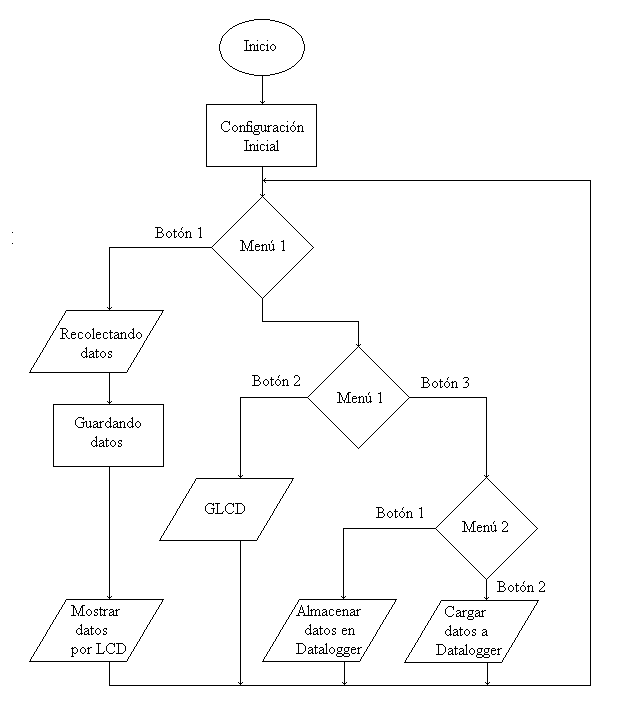 Inicio
Configuración
Inicial
Botón 1
Menú 1
Recolectando
datos
Botón 2
Menú 1
Botón 3
Guardando
datos
GLCD
Botón 1
Menú 2
Botón 2
Mostrar
datos
por LCD
Almacenar
datos en
Datalogger
Cargar
datos a
Datalogger